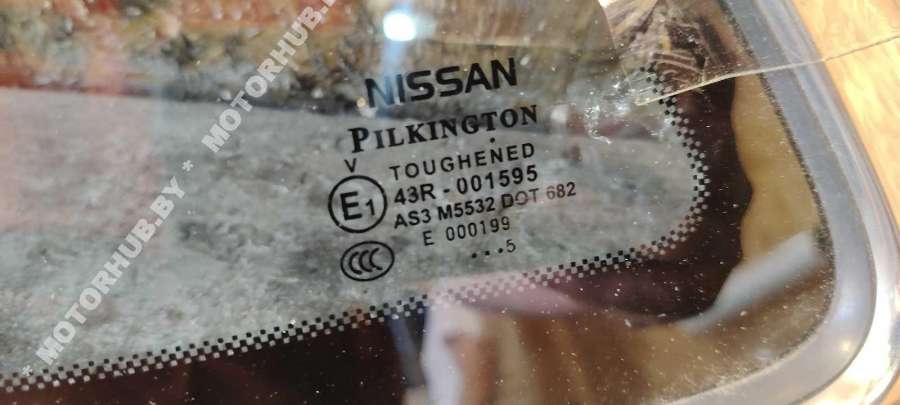 NISSAN
PILKINGTON
V
TOUGHENED
E1
43R - 001595
AS3 M5532 DOT 682
E 000199
CCC
...5
* MOTORHUB.BY * MOTORHUB.BY